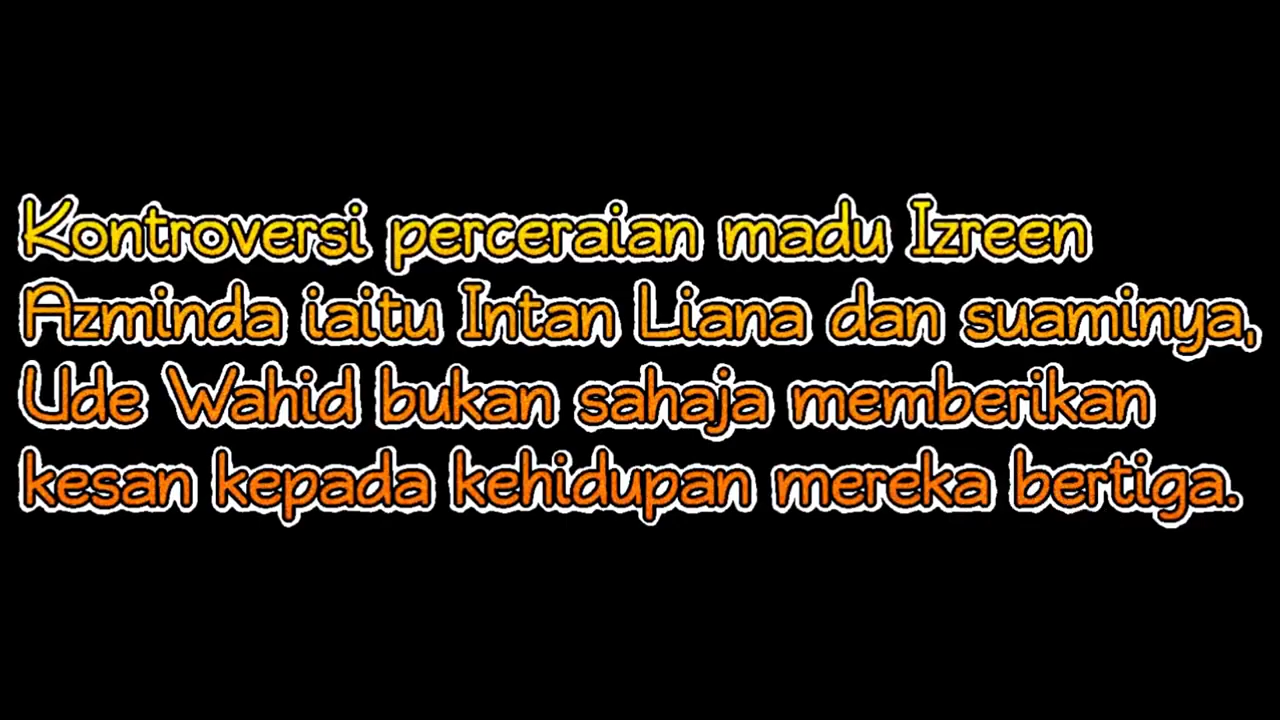 Kontroversi perceraian madu Izreen
Azminda iaitu Intan Liana dan suaminya,
Ude Wahid bukan sahaja memberikan
kesan kepada kehidupan mereka bertiga.